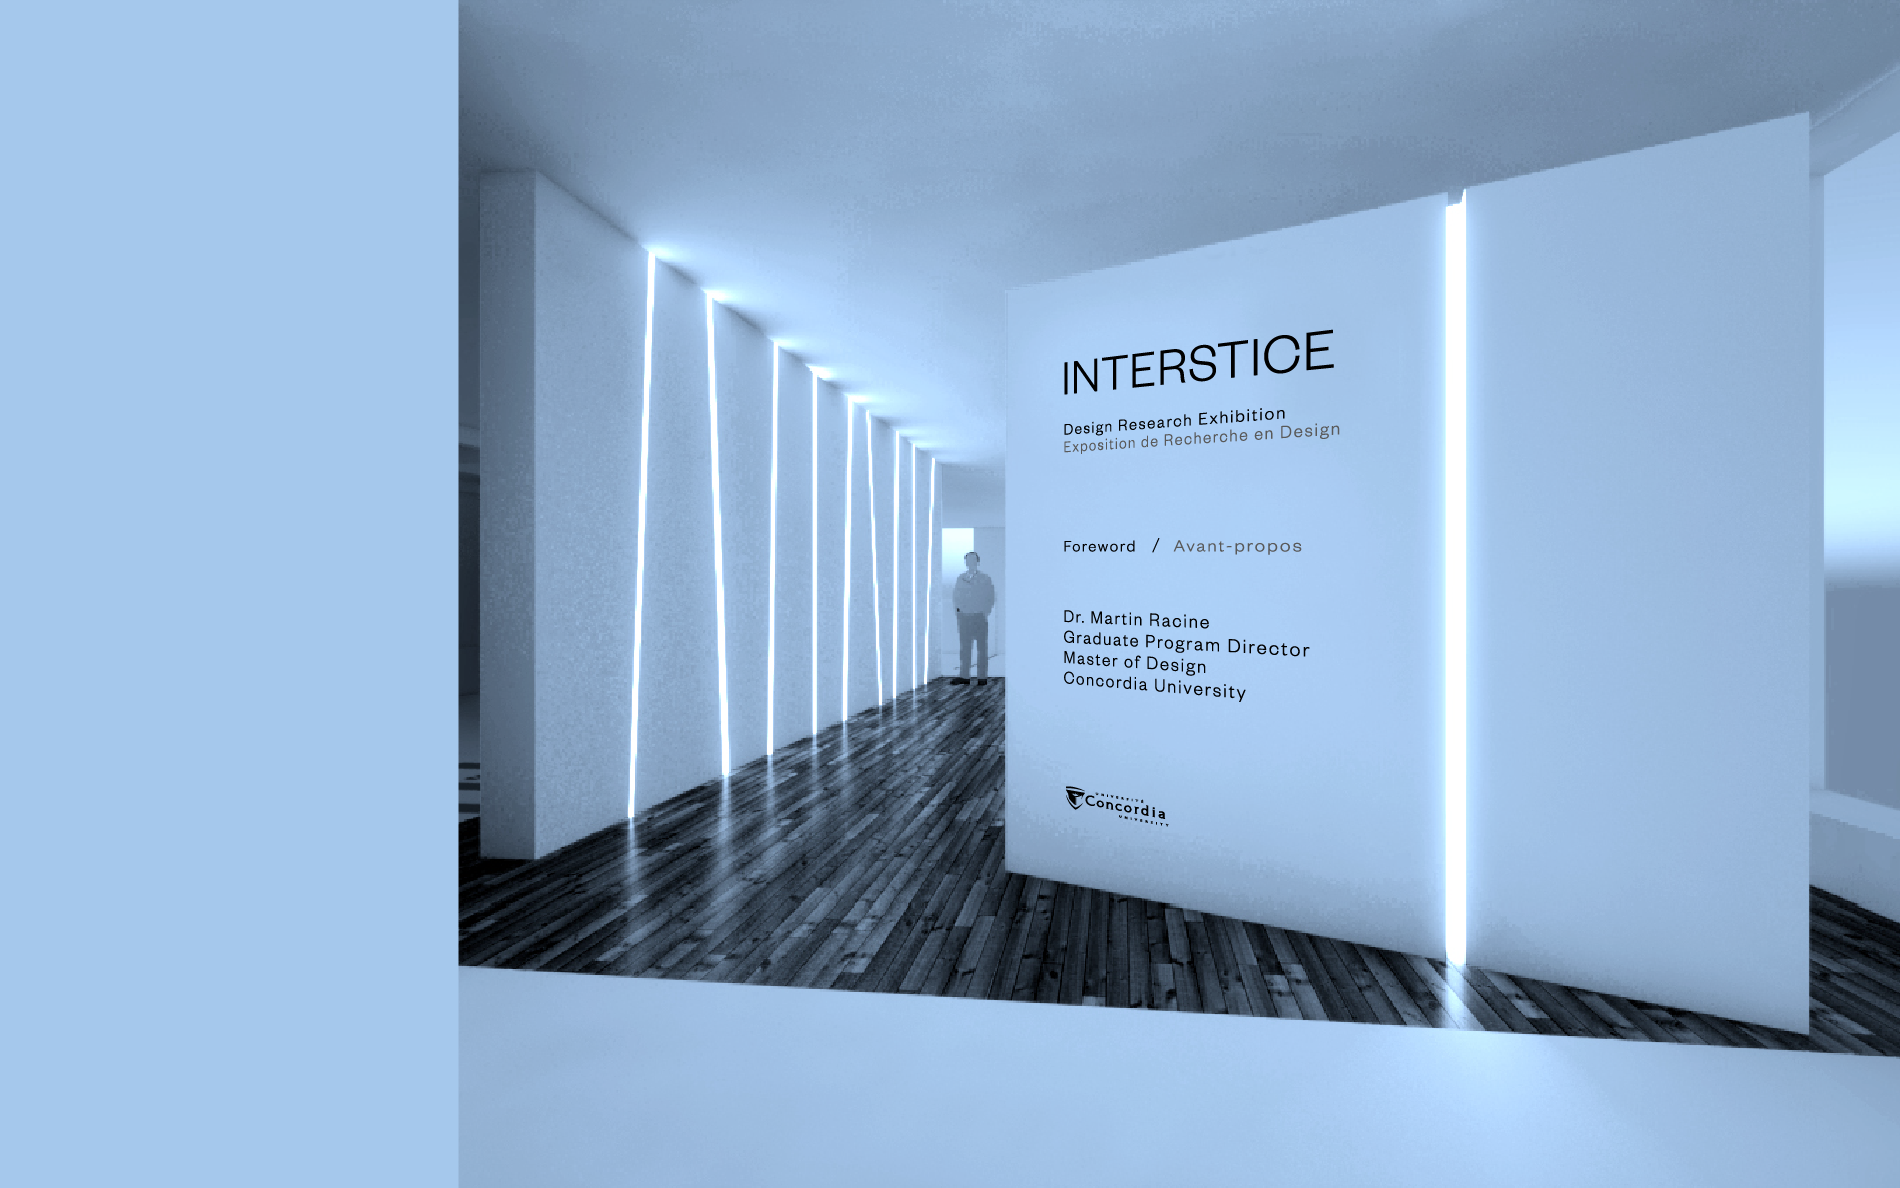 INTERSTICE
Design Research Exhibition
Exposition de Recherche en Design
Foreword / Avant-propos
Dr. Martin Racine
Graduate Program Director
Master of Design
Concordia University
UNIVERSITÉ
Concordia
UNIVERSITY